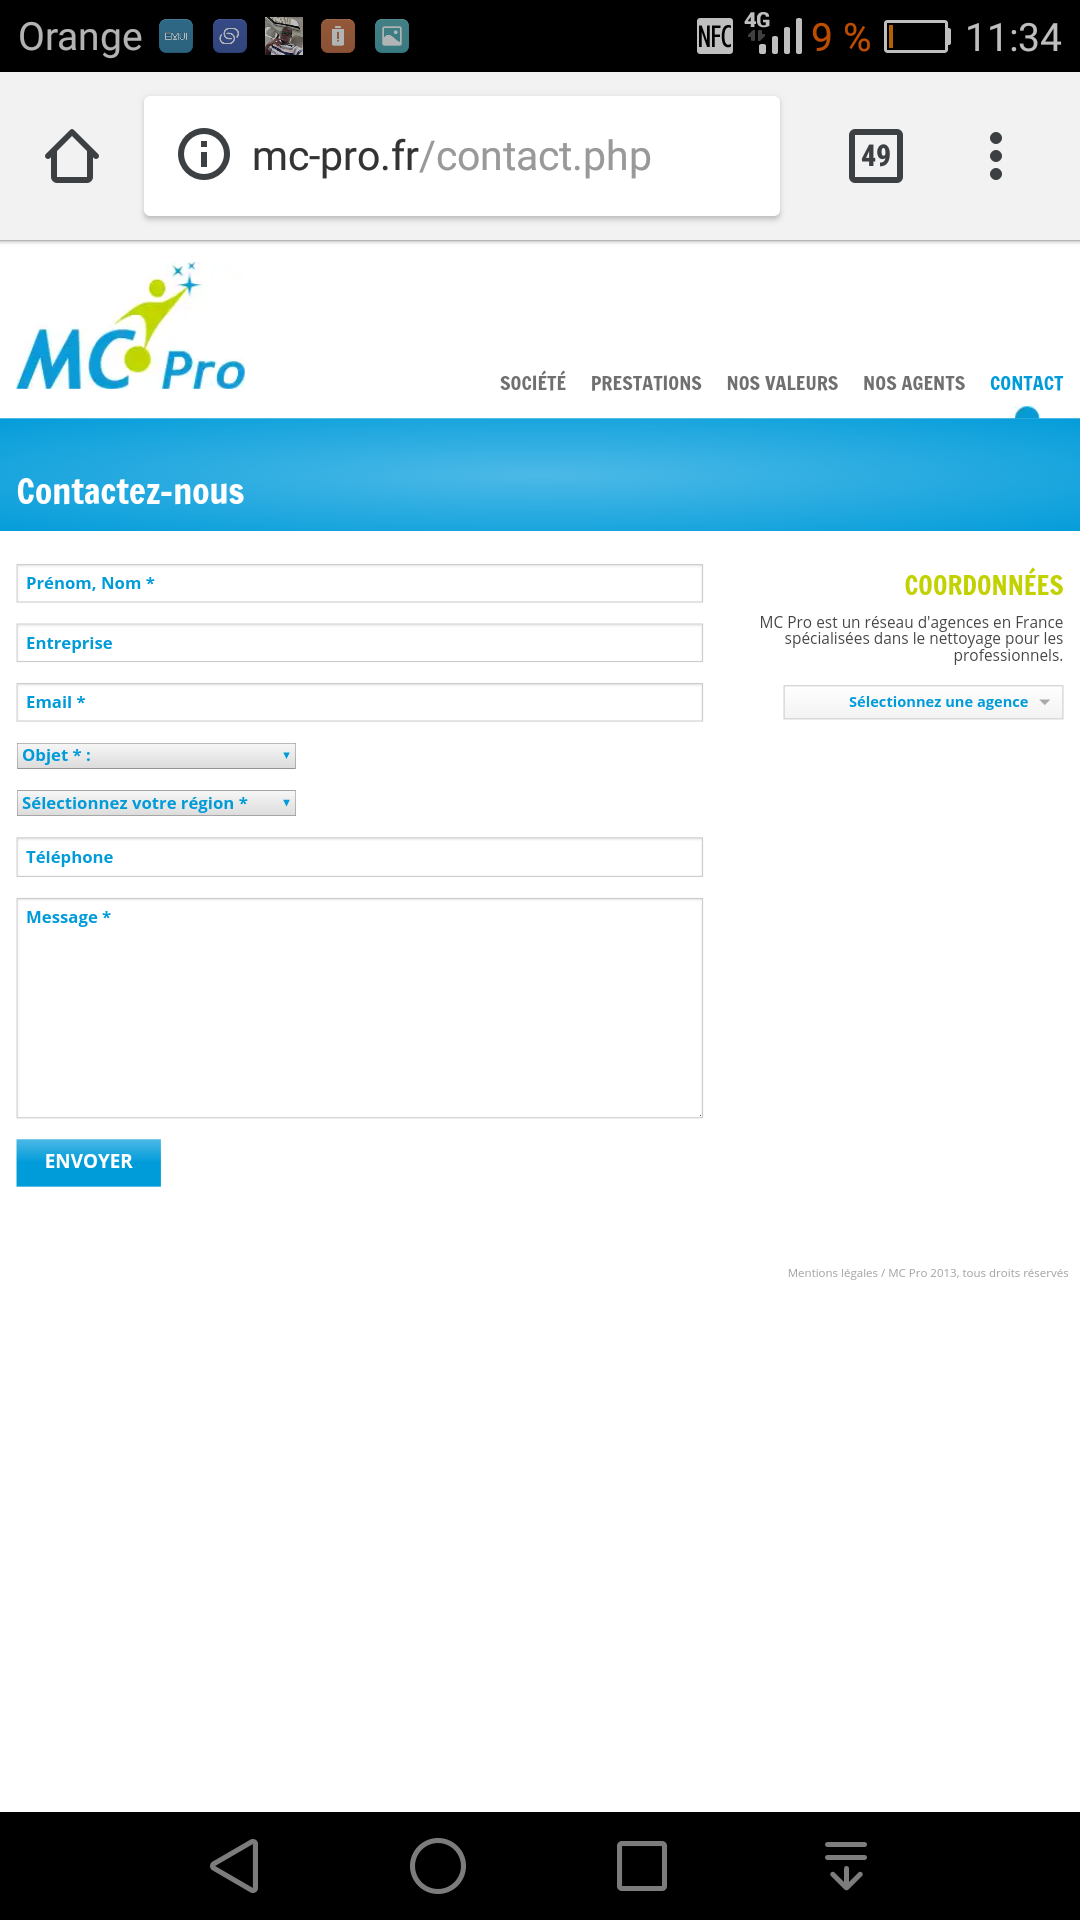 Orange EMUI NFC 4G 9 % 11:34
mc-pro.fr/contact.php 49
MC Pro
SOCIÉTÉ PRESTATIONS NOS VALEURS NOS AGENTS CONTACT
Contactez-nous
Prénom, Nom *
Entreprise
Email *
Objet * :
Sélectionnez votre région *
Téléphone
Message *
ENVOYER
COORDONNÉES
MC Pro est un réseau d'agences en France
spécialisées dans le nettoyage pour les
professionnels.
Sélectionnez une agence
Mentions légales / MC Pro 2013, tous droits réservés